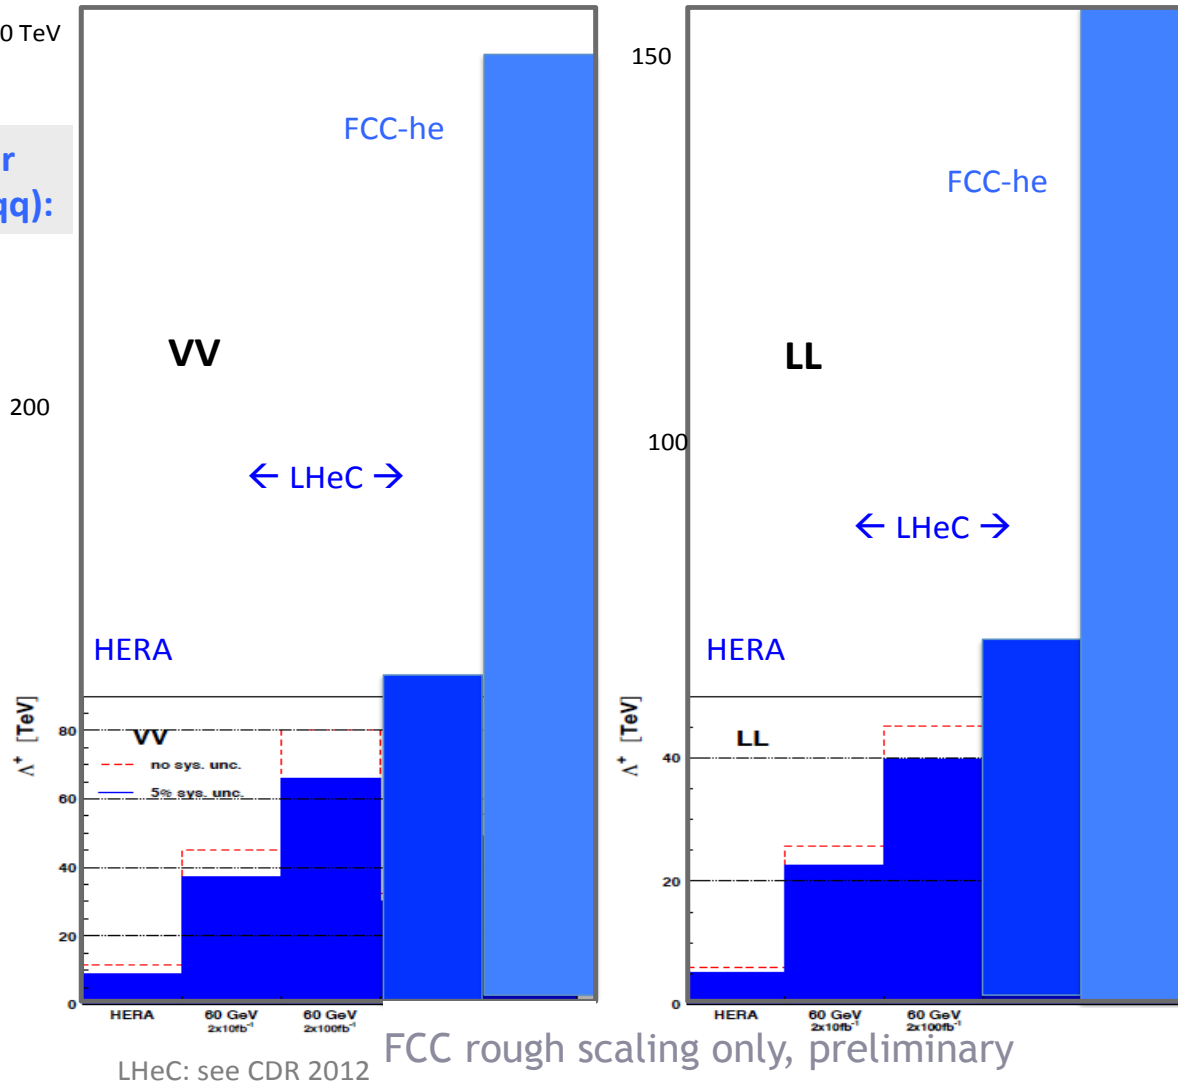 0 TeV
150
FCC-he
r
qq):
FCC-he
VV
LL
200
100
← LHeC →
← LHeC →
HERA
HERA
Λ⁺ [TeV]
80
60
40
20
0
VV
no sys. unc.
5% sys. unc.
Λ⁺ [TeV]
40
20
0
LL
HERA
60 GeV
2x10fb⁻¹
60 GeV
2x100fb⁻¹
HERA
60 GeV
2x10fb⁻¹
60 GeV
2x100fb⁻¹
FCC rough scaling only, preliminary
LHeC: see CDR 2012